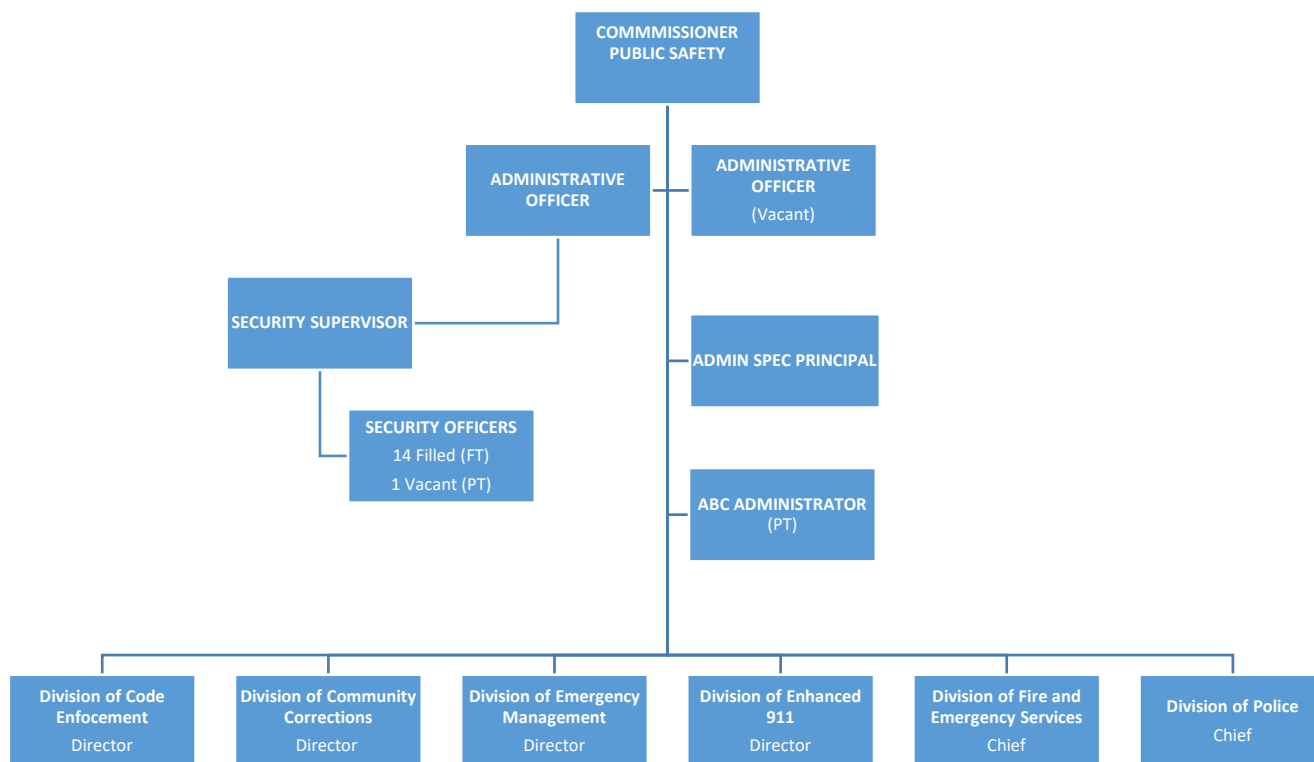 COMMMISSIONER
PUBLIC SAFETY
ADMINISTRATIVE
OFFICER
ADMINISTRATIVE
OFFICER
(Vacant)
SECURITY SUPERVISOR
ADMIN SPEC PRINCIPAL
SECURITY OFFICERS
14 Filled (FT)
1 Vacant (PT)
ABC ADMINISTRATOR
(PT)
Division of Code
Enfocement
Director
Division of Community
Corrections
Director
Division of Emergency
Management
Director
Division of Enhanced
911
Director
Division of Fire and
Emergency Services
Chief
Division of Police
Chief